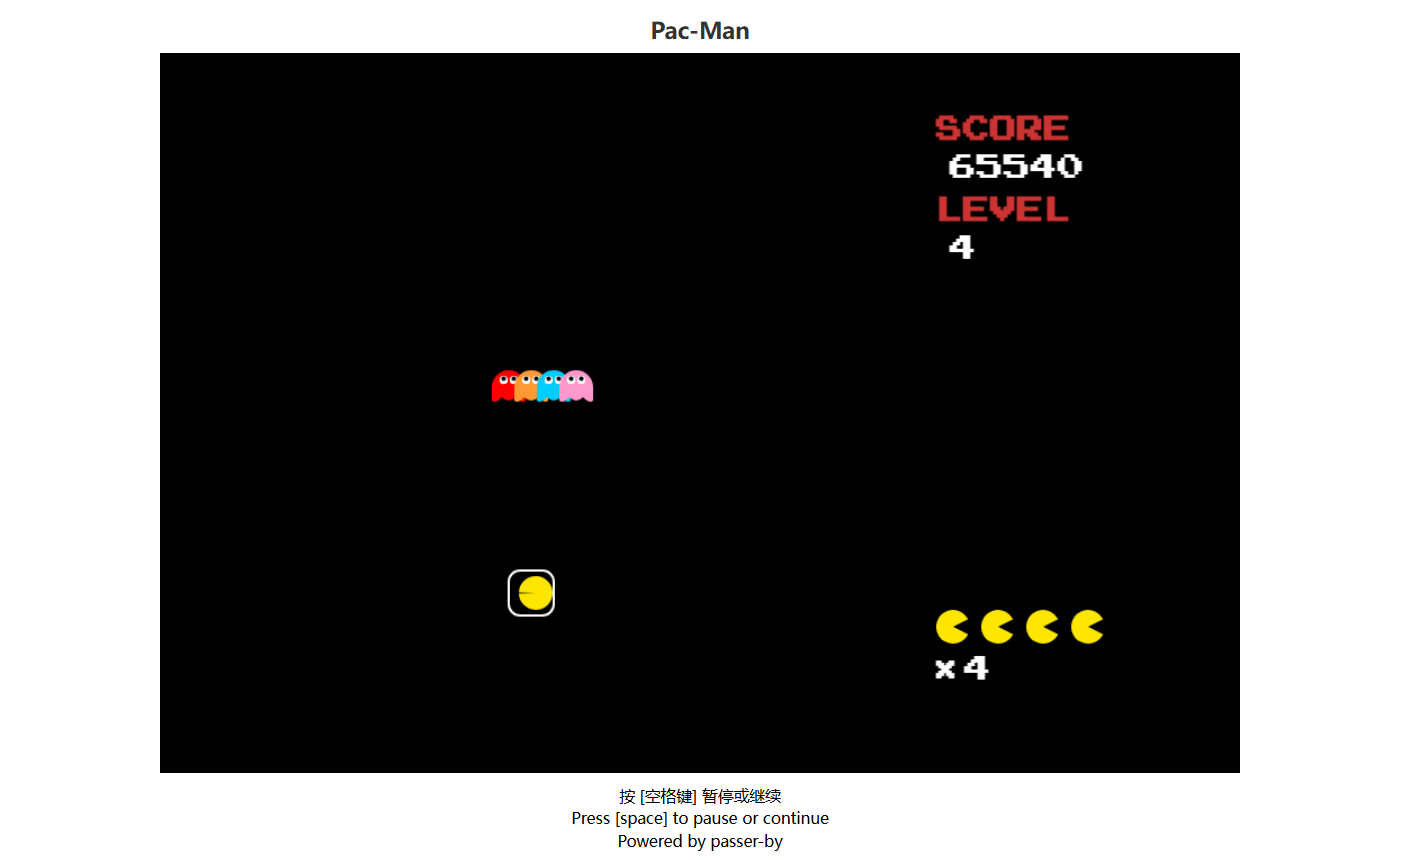 Pac-Man
SCORE
65540
LEVEL
4
x4
按 [空格键] 暂停或继续
Press [space] to pause or continue
Powered by passer-by